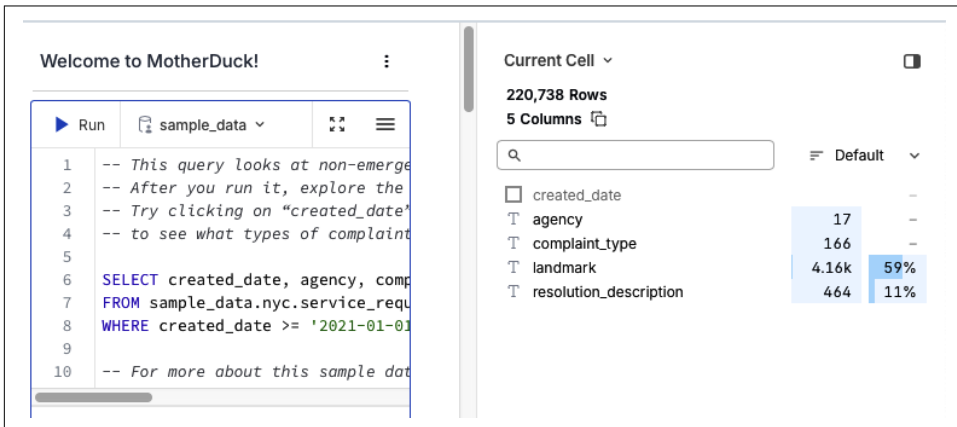 Welcome to MotherDuck!
Run
sample_data
1 -- This query looks at non-emerge
2 -- After you run it, explore the
3 -- Try clicking on “created_date”
4 -- to see what types of complaint
5
6 SELECT created_date, agency, comp
7 FROM sample_data.nyc.service_requ
8 WHERE created_date >= '2021-01-01
9
10 -- For more about this sample dat
Current Cell
220,738 Rows
5 Columns
Default
created_date –
T agency 17 –
T complaint_type 166 –
T landmark 4.16k 59%
T resolution_description 464 11%